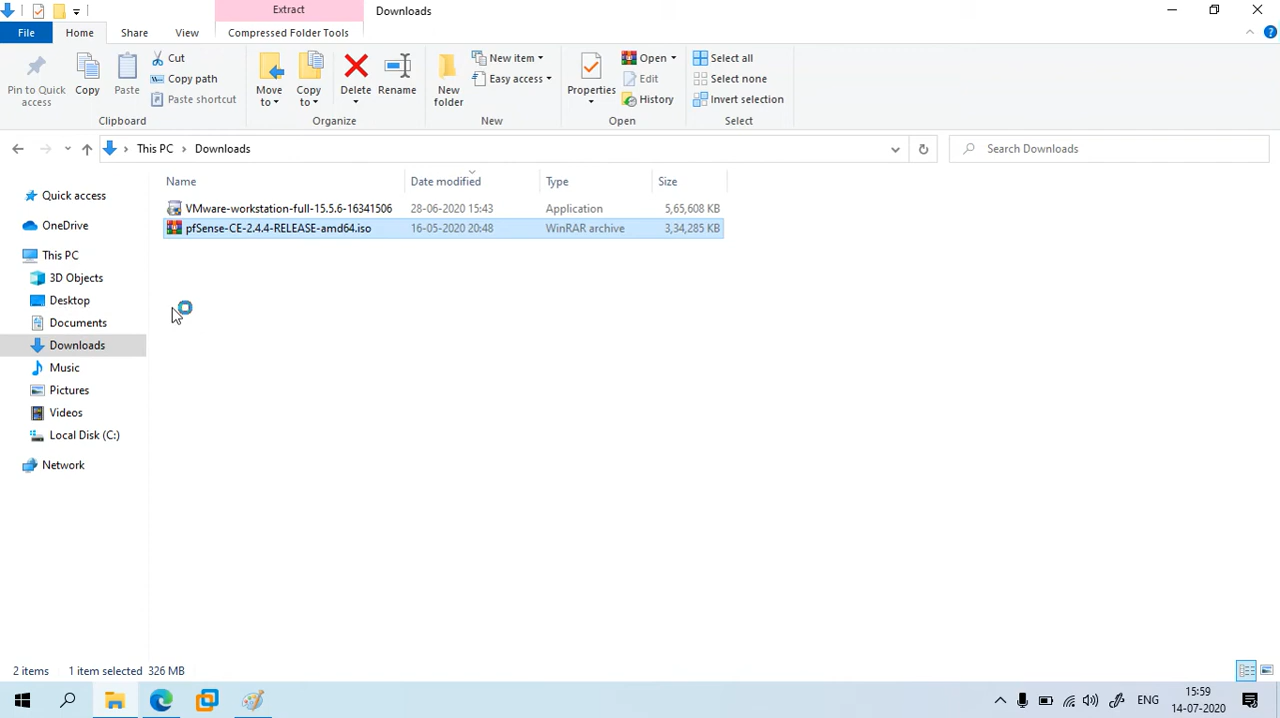 Extract
Downloads
File
Home
Share
View
Compressed Folder Tools
Pin to Quick access
Copy
Paste
Cut
Copy path
Paste shortcut
Clipboard
Move to
Copy to
Delete
Rename
Organize
New folder
New item
Easy access
New
Properties
Open
Edit
History
Open
Select all
Select none
Invert selection
Select
This PC
Downloads
Search Downloads
Name
Date modified
Type
Size
VMware-workstation-full-15.5.6-16341506 28-06-2020 15:43 Application 5,65,608 KB
pfSense-CE-2.4.4-RELEASE-amd64.iso 16-05-2020 20:48 WinRAR archive 3,34,285 KB
Quick access
OneDrive
This PC
3D Objects
Desktop
Documents
Downloads
Music
Pictures
Videos
Local Disk (C:)
Network
2 items 1 item selected 326 MB
ENG
15:59
14-07-2020